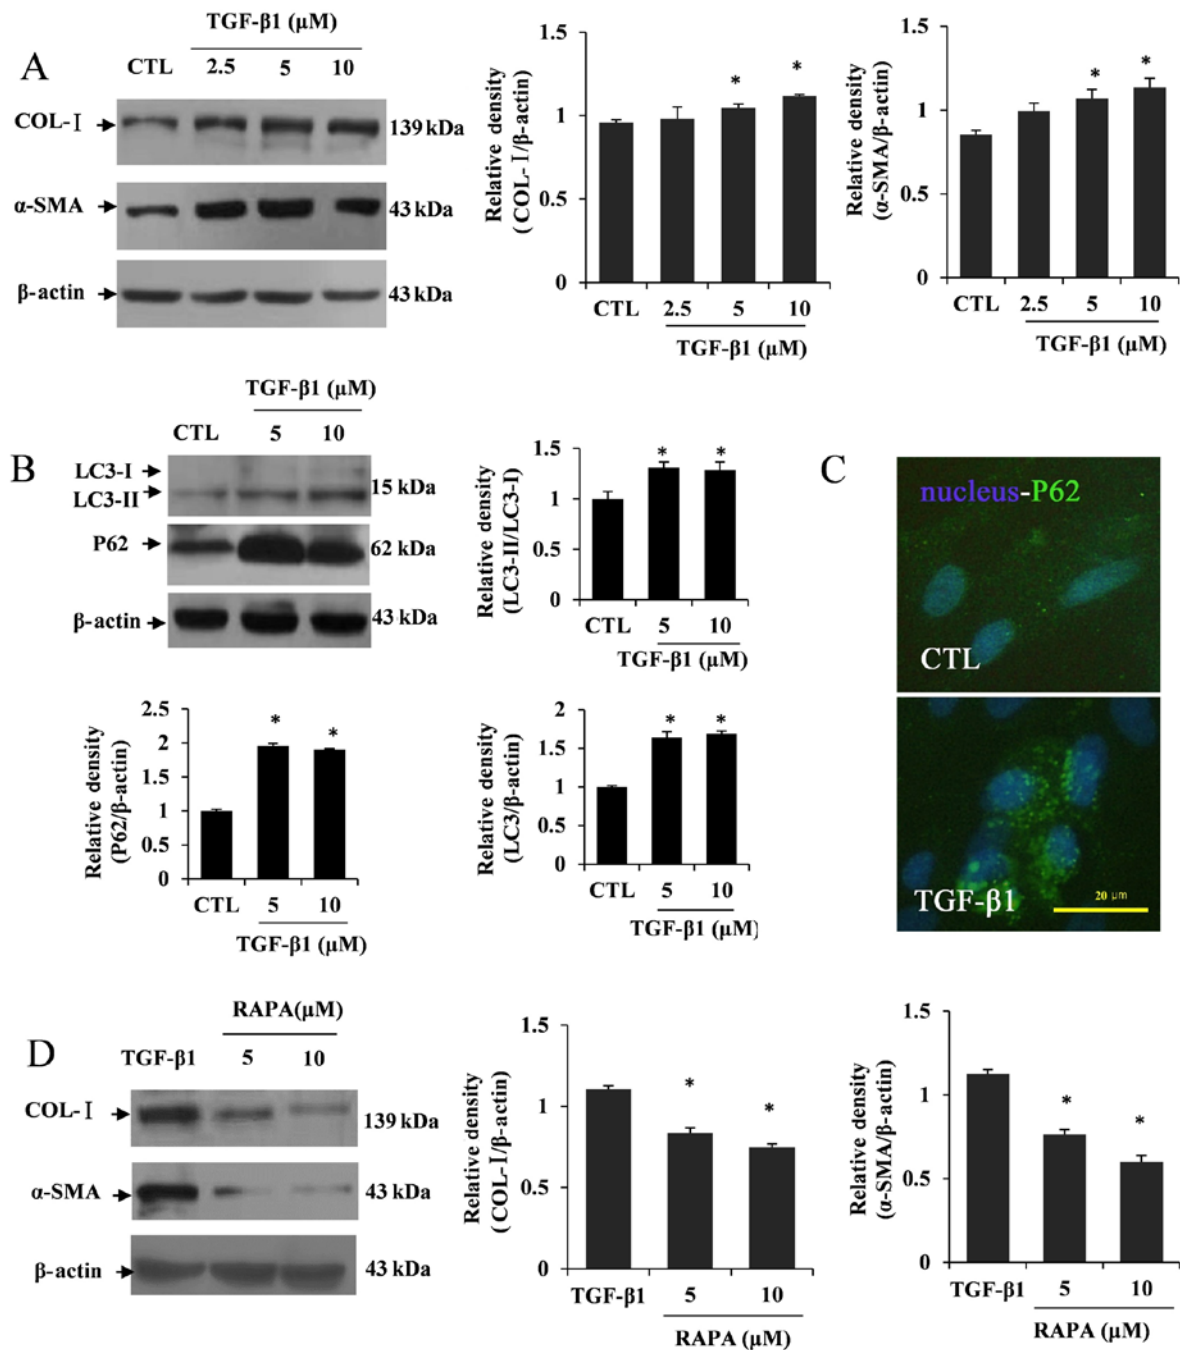 A
TGF-β1 (μM)
CTL 2.5 5 10
COL-Ⅰ 139 kDa
α-SMA 43 kDa
β-actin 43 kDa
Relative density
(COL-Ⅰ/β-actin)
1.5
1
0.5
0
* *
CTL 2.5 5 10
TGF-β1 (μM)
Relative density
(α-SMA/β-actin)
1.5
1
0.5
0
* *
CTL 2.5 5 10
TGF-β1 (μM)
B
TGF-β1 (μM)
CTL 5 10
LC3-I
LC3-II 15 kDa
P62 62 kDa
β-actin 43 kDa
Relative density
(LC3-II/LC3-I)
1.5
1
0.5
0
* *
CTL 5 10
TGF-β1 (μM)
C
nucleus-P62
CTL
TGF-β1
20 μm
Relative density
(P62/β-actin)
2.5
2
1.5
1
0.5
0
* *
CTL 5 10
TGF-β1 (μM)
Relative density
(LC3/β-actin)
2
1.5
1
0.5
0
* *
CTL 5 10
TGF-β1 (μM)
D
RAPA(μM)
TGF-β1 5 10
COL-Ⅰ 139 kDa
α-SMA 43 kDa
β-actin 43 kDa
Relative density
(COL-I/β-actin)
1.5
1
0.5
0
* *
TGF-β1 5 10
RAPA (μM)
Relative density
(α-SMA/β-actin)
1.5
1
0.5
0
* *
TGF-β1 5 10
RAPA (μM)